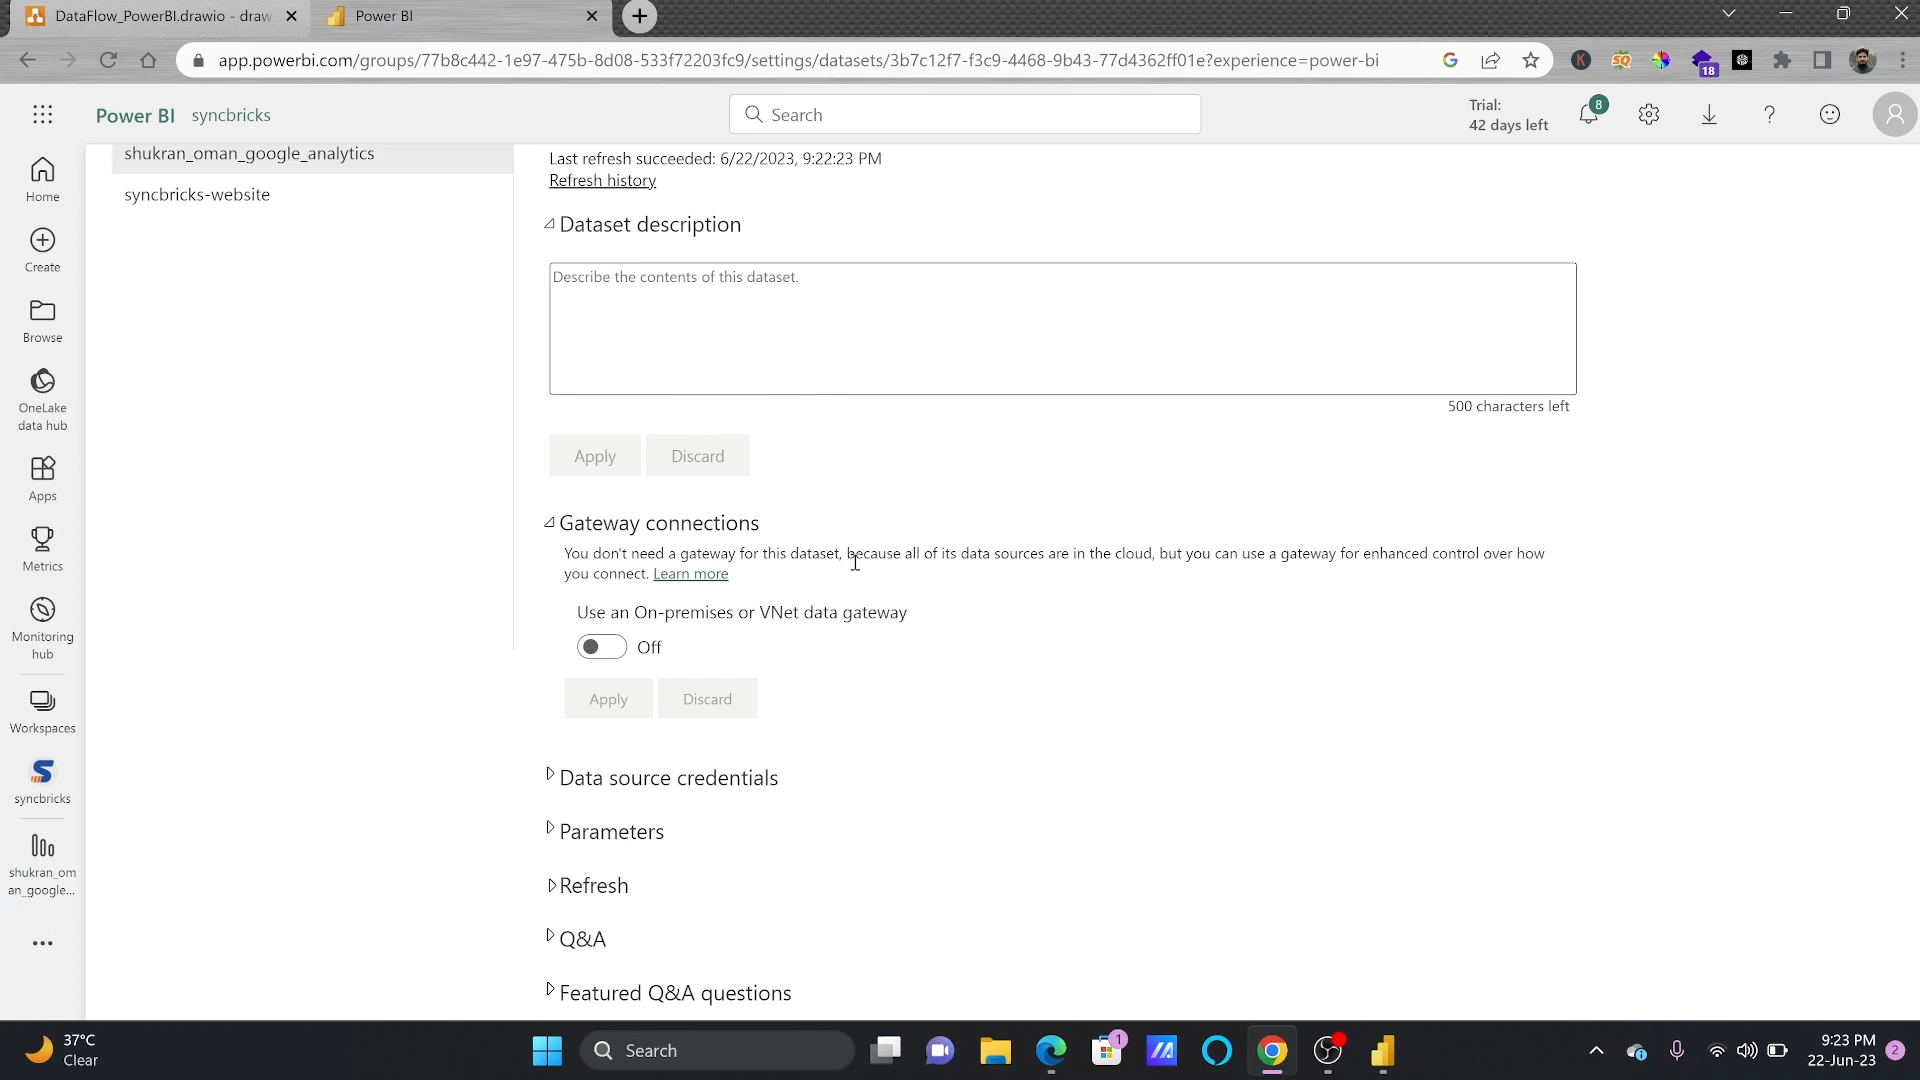 DataFlow_PowerBI.drawio - draw
Power BI
app.powerbi.com/groups/77b8c442-1e97-475b-8d08-533f72203fc9/settings/datasets/3b7c12f7-f3c9-4468-9b43-77d4362ff01e?experience=power-bi
K
SQ
18
Power BI syncbricks
Search
Trial:
42 days left
8
Home
Create
Browse
OneLake
data hub
Apps
Metrics
Monitoring
hub
Workspaces
syncbricks
shukran_om
an_google...
shukran_oman_google_analytics
syncbricks-website
Last refresh succeeded: 6/22/2023, 9:22:23 PM
Refresh history
Dataset description
Describe the contents of this dataset.
500 characters left
Apply
Discard
Gateway connections
You don't need a gateway for this dataset, because all of its data sources are in the cloud, but you can use a gateway for enhanced control over how
you connect. Learn more
Use an On-premises or VNet data gateway
Off
Apply
Discard
Data source credentials
Parameters
Refresh
Q&A
Featured Q&A questions
37°C
Clear
Search
1
9:23 PM
22-Jun-23
2